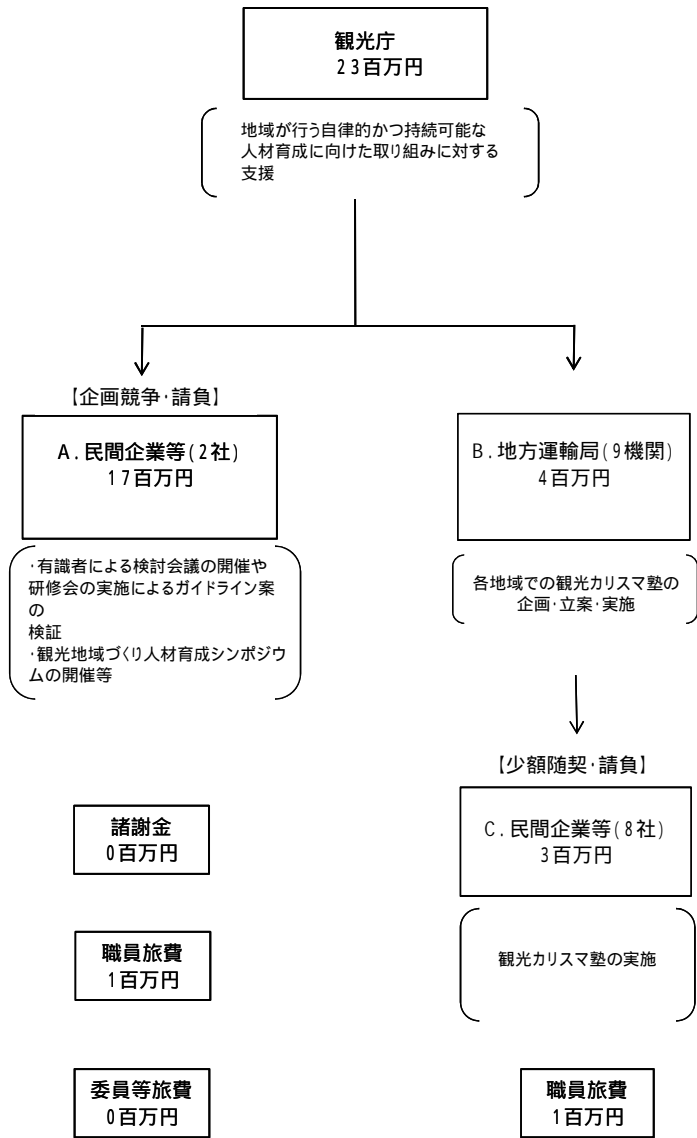 観光庁
23百万円
地域が行う自律的かつ持続可能な
人材育成に向けた取り組みに対する
支援
【企画競争・請負】
A.民間企業等(2社)
17百万円
・有識者による検討会議の開催や
研修会の実施によるガイドライン案
の
検証
・観光地域づくり人材育成シンポジウ
ムの開催等
B.地方運輸局(9機関)
4百万円
各地域での観光カリスマ塾の
企画・立案・実施
【少額随契・請負】
C.民間企業等(8社)
3百万円
観光カリスマ塾の実施
諸謝金
0百万円
職員旅費
1百万円
委員等旅費
0百万円
職員旅費
1百万円